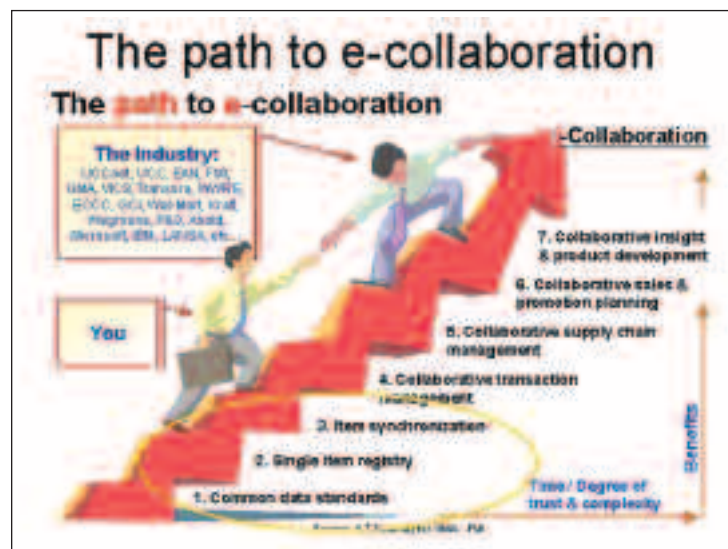 The path to e-collaboration
The path to e-collaboration
-Collaboration
The Industry:
UCCnet, UCC, EAN, FMI,
GMA, VICS, Transora,
GCI, Wal-Mart, Kraft,
Wegmans, P&G, Ahold,
Microsoft, IBM, LANSA, etc...
You
7. Collaborative insight
& product development
6. Collaborative sales &
promotion planning
5. Collaborative supply chain
management
4. Collaborative transaction
management
3. Item synchronization
2. Single item registry
1. Common data standards
Benefits
Time / Degree of
trust & complexity